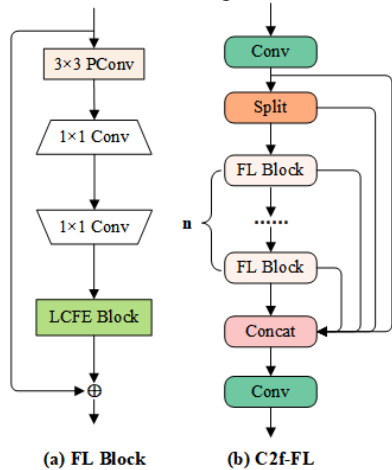 3×3 PConv
1×1 Conv
1×1 Conv
LCFE Block
(a) FL Block
Conv
Split
FL Block
......
n
FL Block
Concat
Conv
(b) C2f-FL